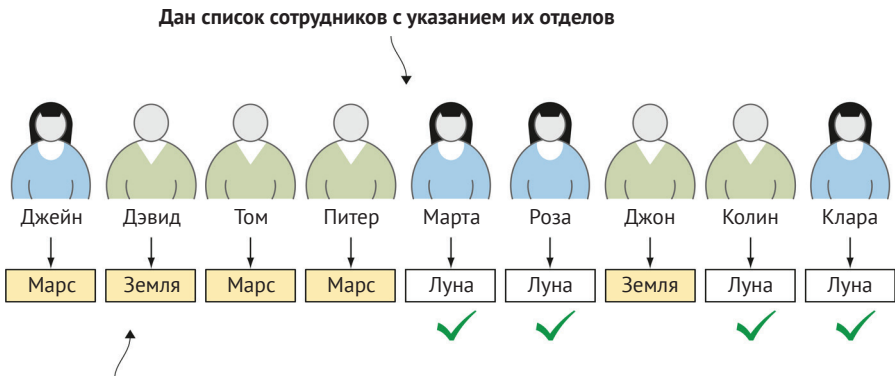 Дан список сотрудников с указанием их отделов
Джейн Дэвид Том Питер Марта Роза Джон Колин Клара
Марс Земля Марс Марс Луна Луна Земля Луна Луна